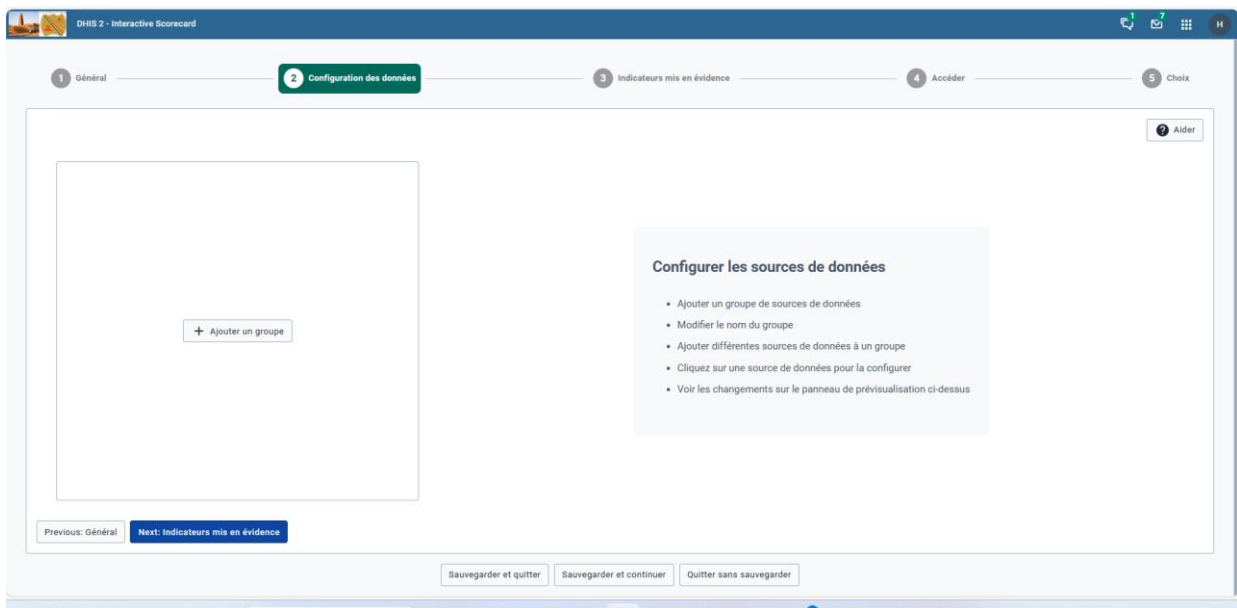 DHIS 2 - Interactive Scorecard
1
7
H
1 Général
2 Configuration des données
3 Indicateurs mis en évidence
4 Accéder
5 Choix
? Aider
+ Ajouter un groupe
Configurer les sources de données
• Ajouter un groupe de sources de données
• Modifier le nom du groupe
• Ajouter différentes sources de données à un groupe
• Cliquez sur une source de données pour la configurer
• Voir les changements sur le panneau de prévisualisation ci-dessus
Previous: Général
Next: Indicateurs mis en évidence
Sauvegarder et quitter
Sauvegarder et continuer
Quitter sans sauvegarder